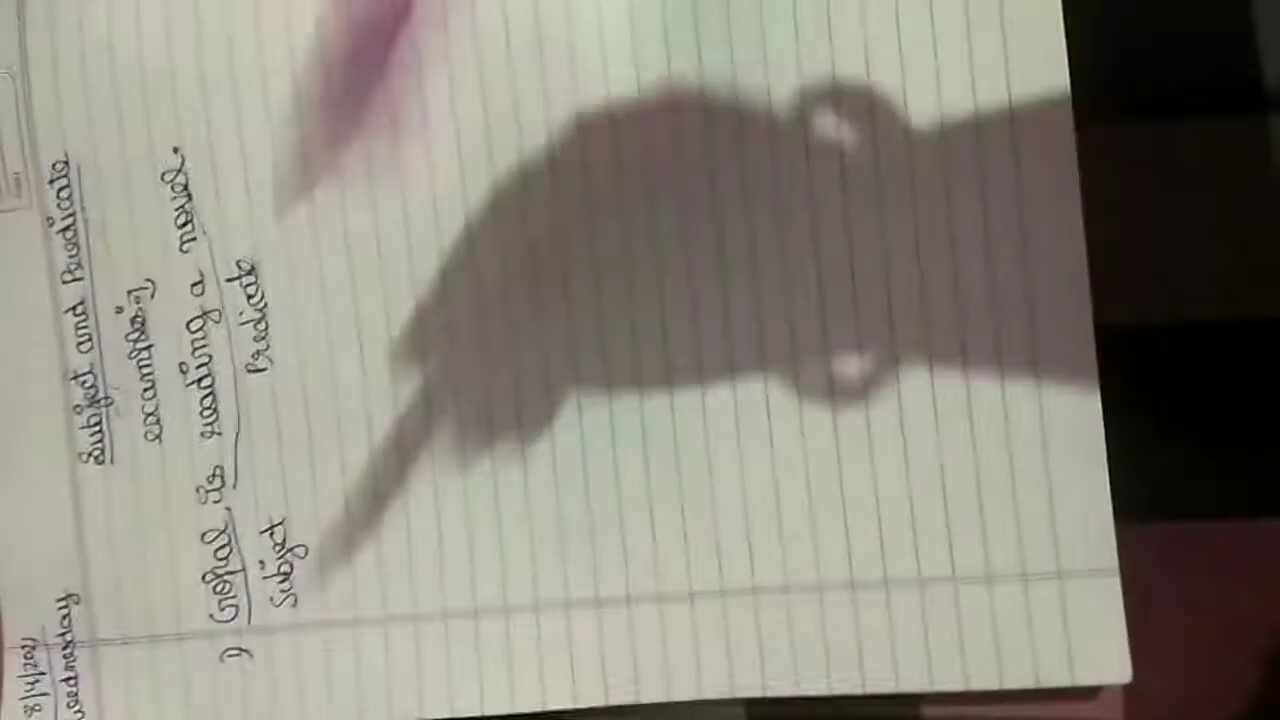 8/4/2021
Wednesday
Subject and Predicate
examples:-
1) Gopal is reading a novel.
Subject Predicate